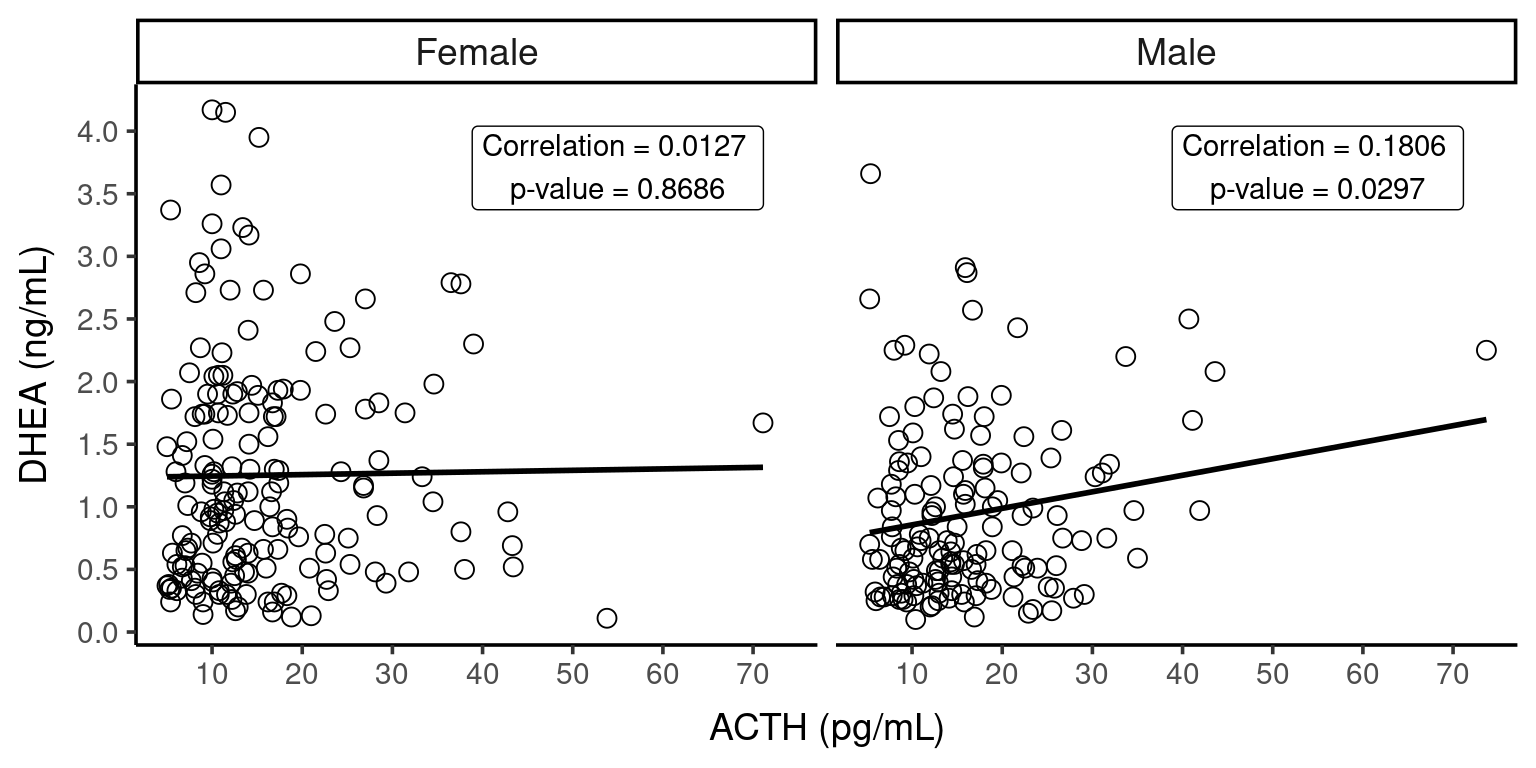 Female
Male
Correlation = 0.0127
p-value = 0.8686
Correlation = 0.1806
p-value = 0.0297
DHEA (ng/mL)
4.0
3.5
3.0
2.5
2.0
1.5
1.0
0.5
0.0
10 20 30 40 50 60 70
10 20 30 40 50 60 70
ACTH (pg/mL)